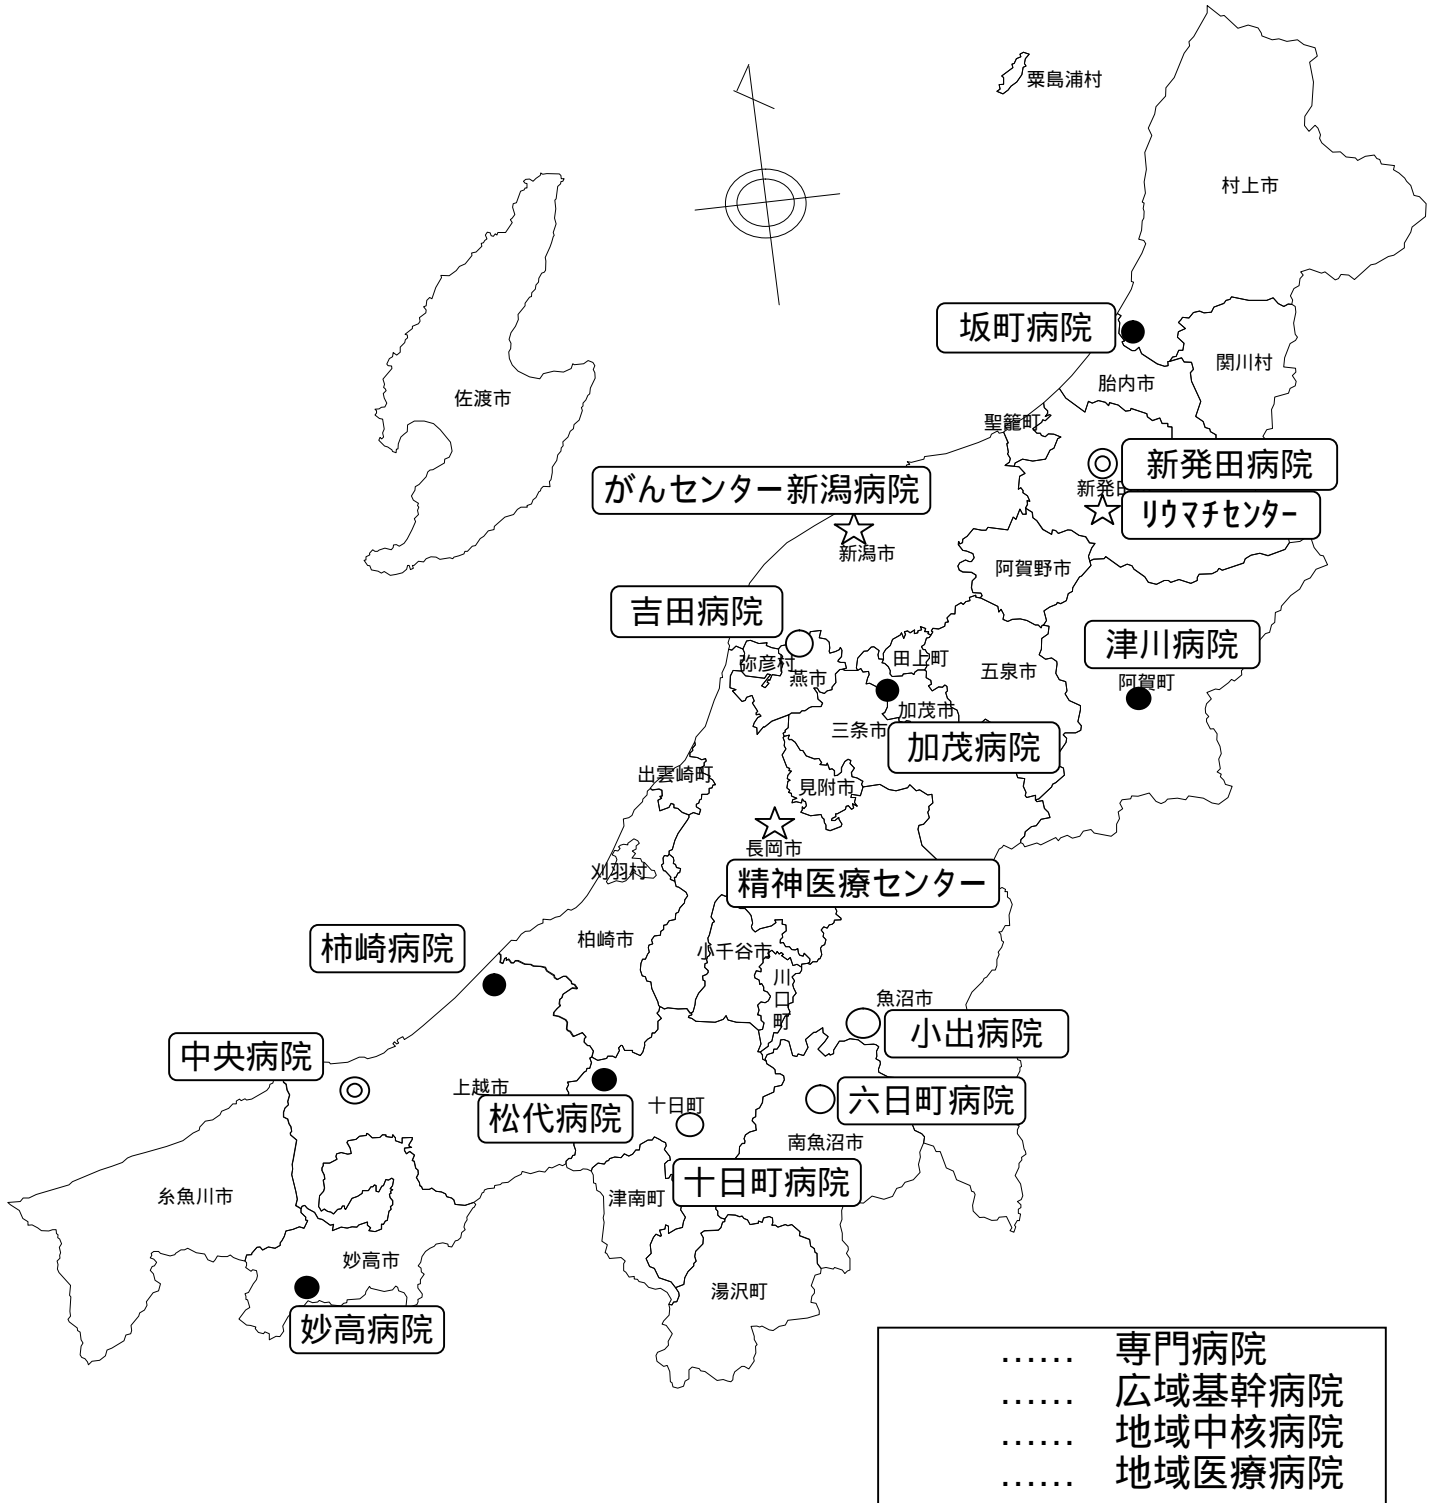 粟島浦村
村上市
坂町病院
関川村
胎内市
佐渡市
聖籠町
新発田病院
がんセンター新潟病院
新発田
リウマチセンター
新潟市
阿賀野市
吉田病院
津川病院
田上町
弥彦村
五泉市
燕市
阿賀町
加茂市
三条市
加茂病院
出雲崎町
見附市
長岡市
刈羽村
精神医療センター
柿崎病院
柏崎市
小千谷市
川口町
魚沼市
小出病院
中央病院
上越市
六日町病院
十日町
松代病院
南魚沼市
十日町病院
糸魚川市
津南町
妙高市
湯沢町
妙高病院
…… 専門病院
…… 広域基幹病院
…… 地域中核病院
…… 地域医療病院